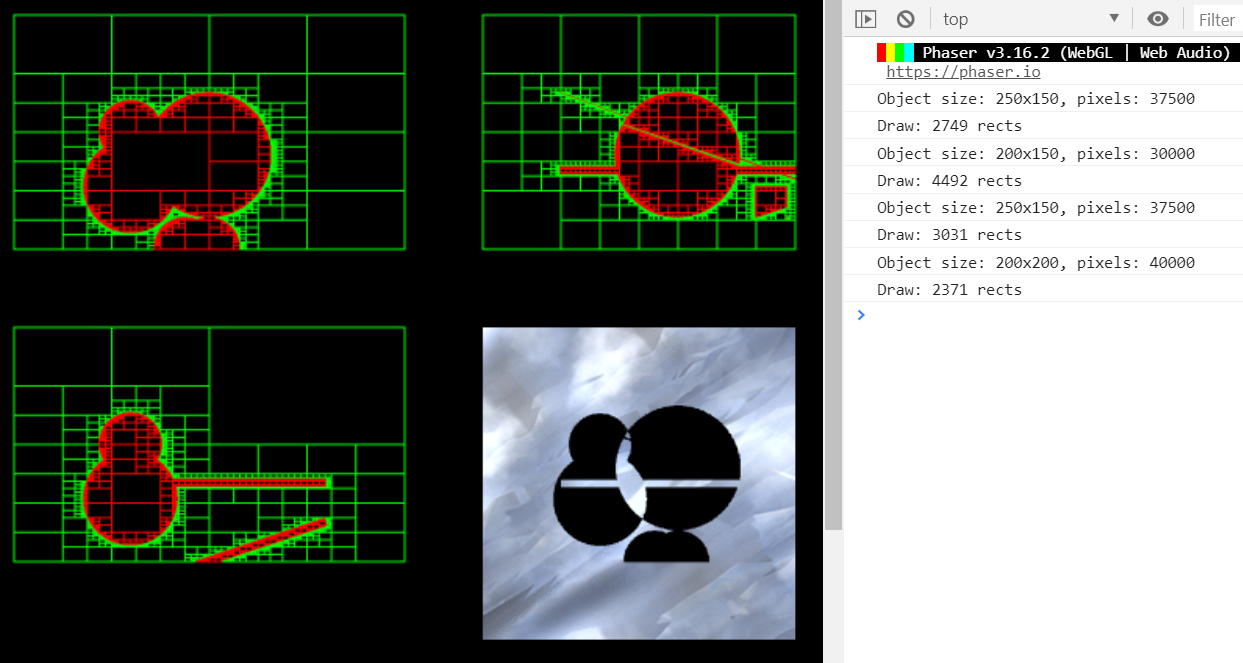 top
Filter
Phaser v3.16.2 (WebGL | Web Audio)
https://phaser.io
Object size: 250x150, pixels: 37500
Draw: 2749 rects
Object size: 200x150, pixels: 30000
Draw: 4492 rects
Object size: 250x150, pixels: 37500
Draw: 3031 rects
Object size: 200x200, pixels: 40000
Draw: 2371 rects